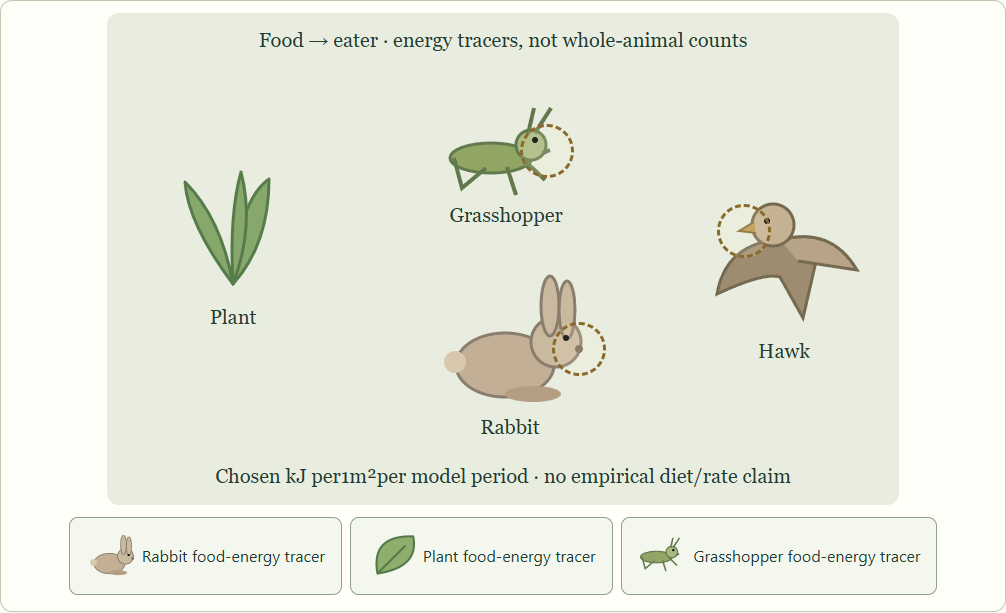 Food → eater · energy tracers, not whole-animal counts
Grasshopper
Plant
Hawk
Rabbit
Chosen kJ per1m²per model period · no empirical diet/rate claim
Rabbit food-energy tracer
Plant food-energy tracer
Grasshopper food-energy tracer